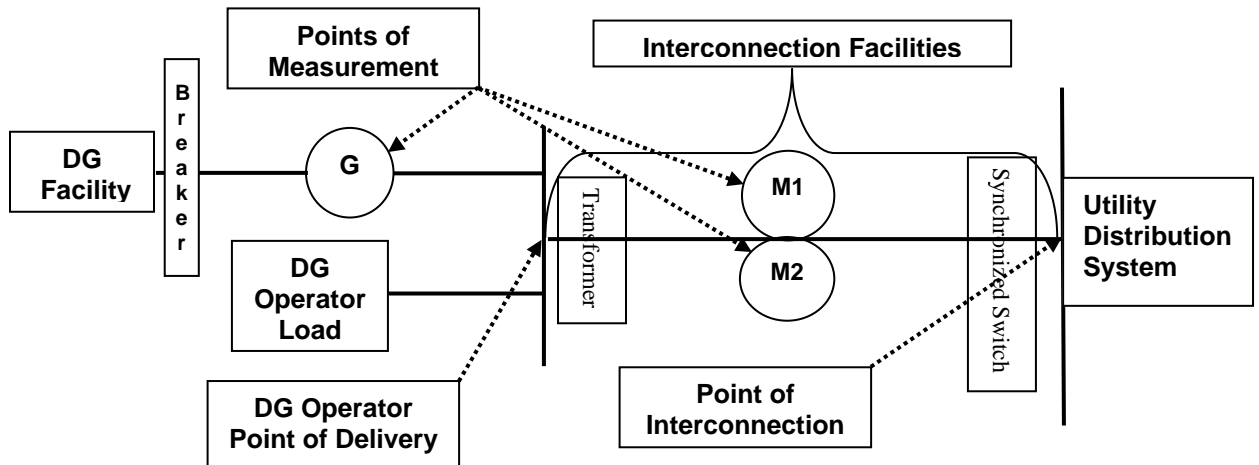 Points of
Measurement
Interconnection Facilities
Breaker
DG
Facility
G
M1
Transformer
Synchronized Switch
Utility
Distribution
System
M2
DG
Operator
Load
DG Operator
Point of Delivery
Point of
Interconnection